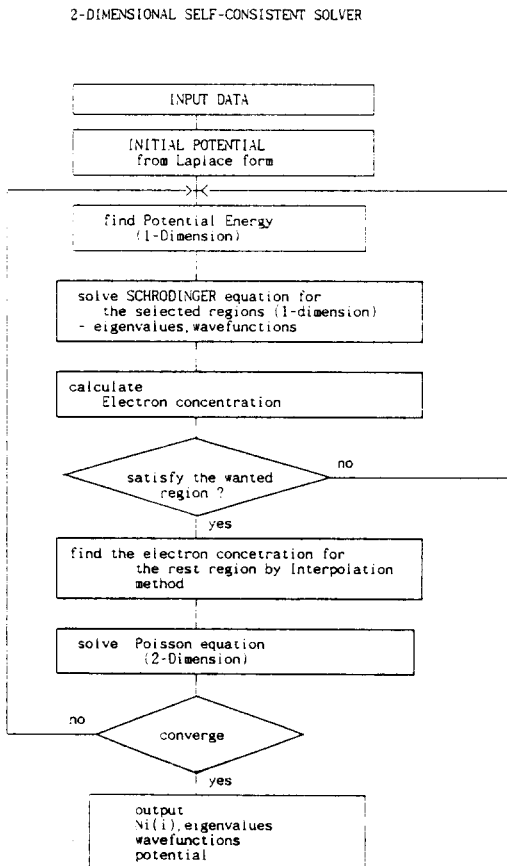 2-DIMENSIONAL SELF-CONSISTENT SOLVER
INPUT DATA
INITIAL POTENTIAL
from Laplace form
find Potential Energy
(1-Dimension)
solve SCHRODINGER equation for
the selected regions (1-dimension)
- eigenvalues,wavefunctions
calculate
Electron concentration
satisfy the wanted
region ?
no
yes
find the electron concetration for
the rest region by Interpolation
method
solve Poisson equation
(2-Dimension)
no
converge
yes
output
Ni(i),eigenvalues
wavefunctions
potential